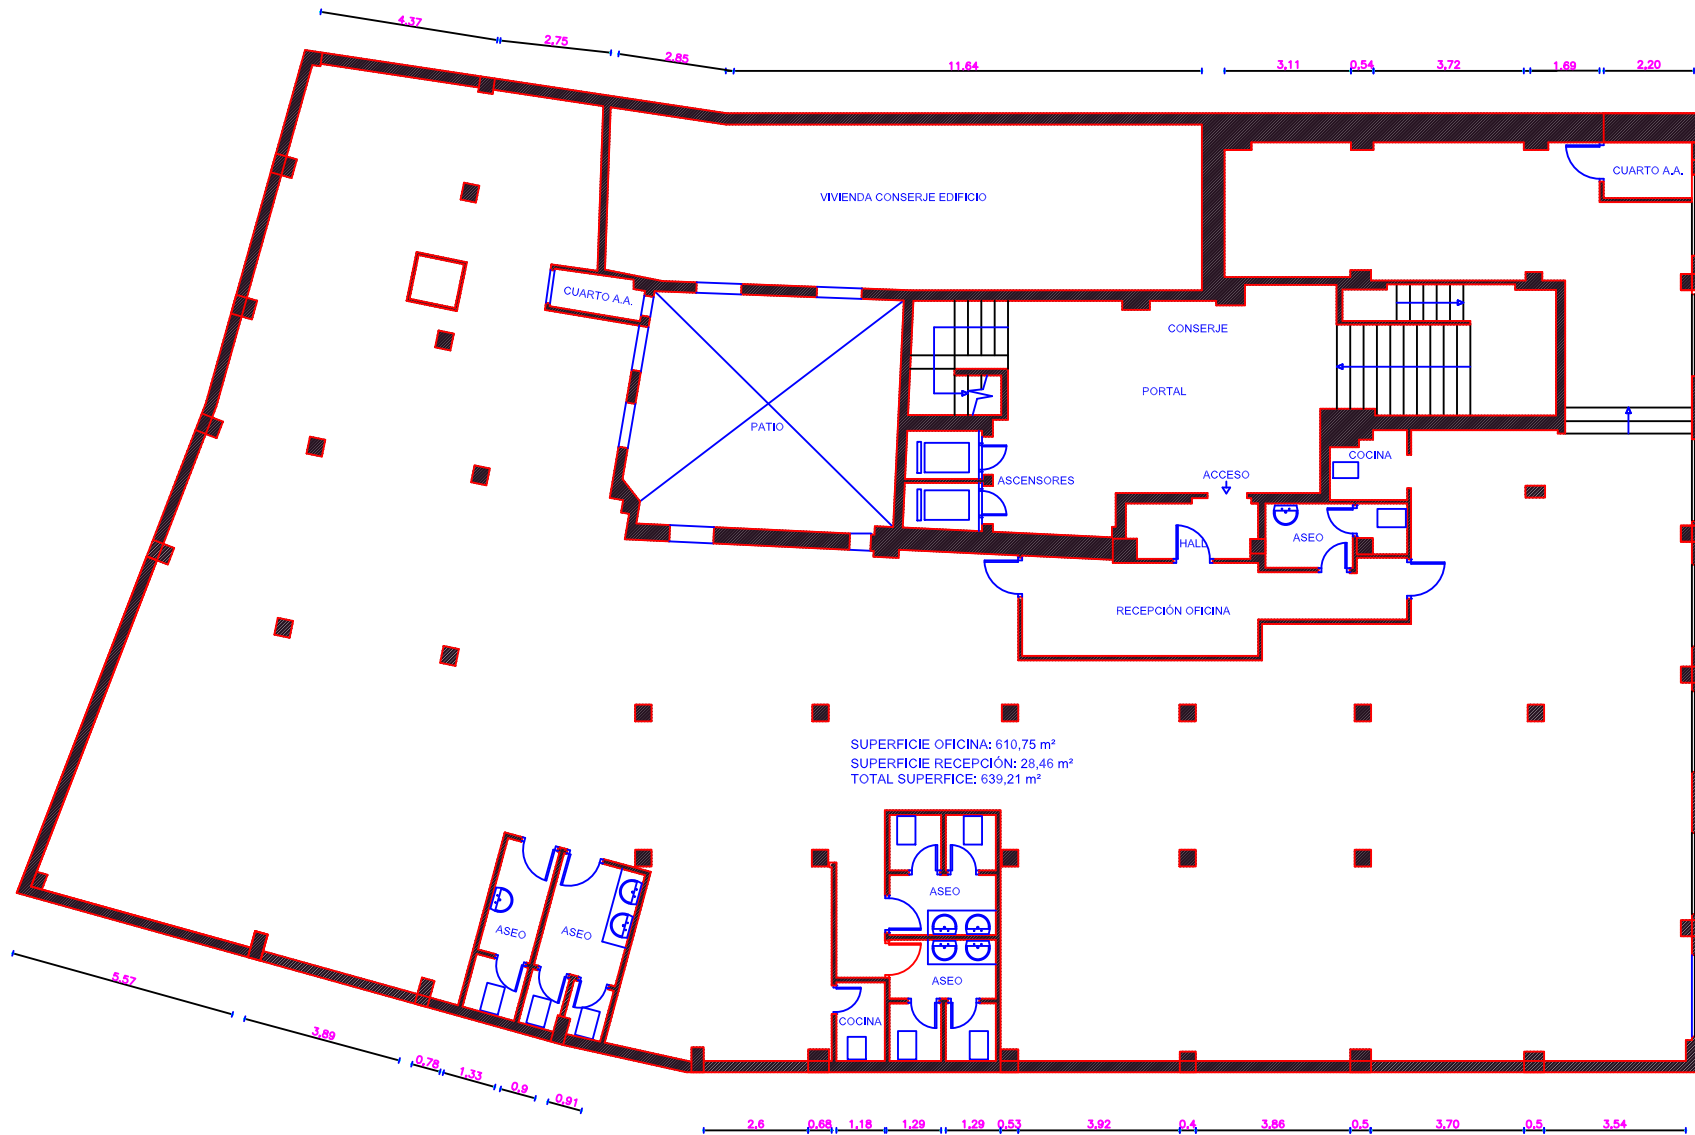 4.37
2,75
2.85
11.64
3,11
0,54
3,72
1.69
2,20
CUARTO A.A.
VIVIENDA CONSERJE EDIFICIO
CUARTO A.A.
CONSERJE
PORTAL
PATIO
COCINA
ACCESO
ASCENSORES
HALL
ASEO
RECEPCIÓN OFICINA
SUPERFICIE OFICINA: 610,75 m²
SUPERFICIE RECEPCIÓN: 28,46 m²
TOTAL SUPERFICE: 639,21 m²
ASEO
ASEO
ASEO
ASEO
COCINA
5,57
3,89
0,78
1,33
0,9
0,91
2,6
0,68
1,18
1,29
1,29
0,53
3,92
0,4
3,86
0,5
3,70
0,5
3,54